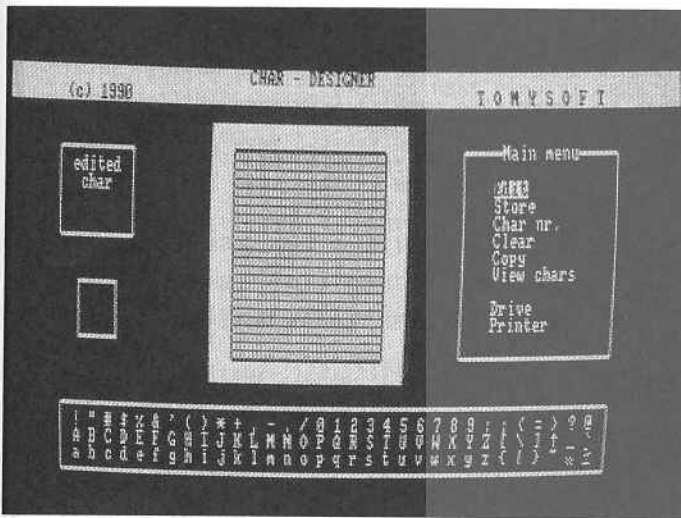 (c) 1990 CHAR - DESIGNER TOMYSOFT
edited
char
Main menu
Store
Char nr.
Clear
Copy
View chars
Drive
Printer
! " # $ % & ' ( ) * + , - . / 0 1 2 3 4 5 6 7 8 9 : ; < = > ? @
A B C D E F G H I J K L M N O P Q R S T U V W X Y Z [ \ ] ↑ _ `
a b c d e f g h i j k l m n o p q r s t u v w x y z { | } ~